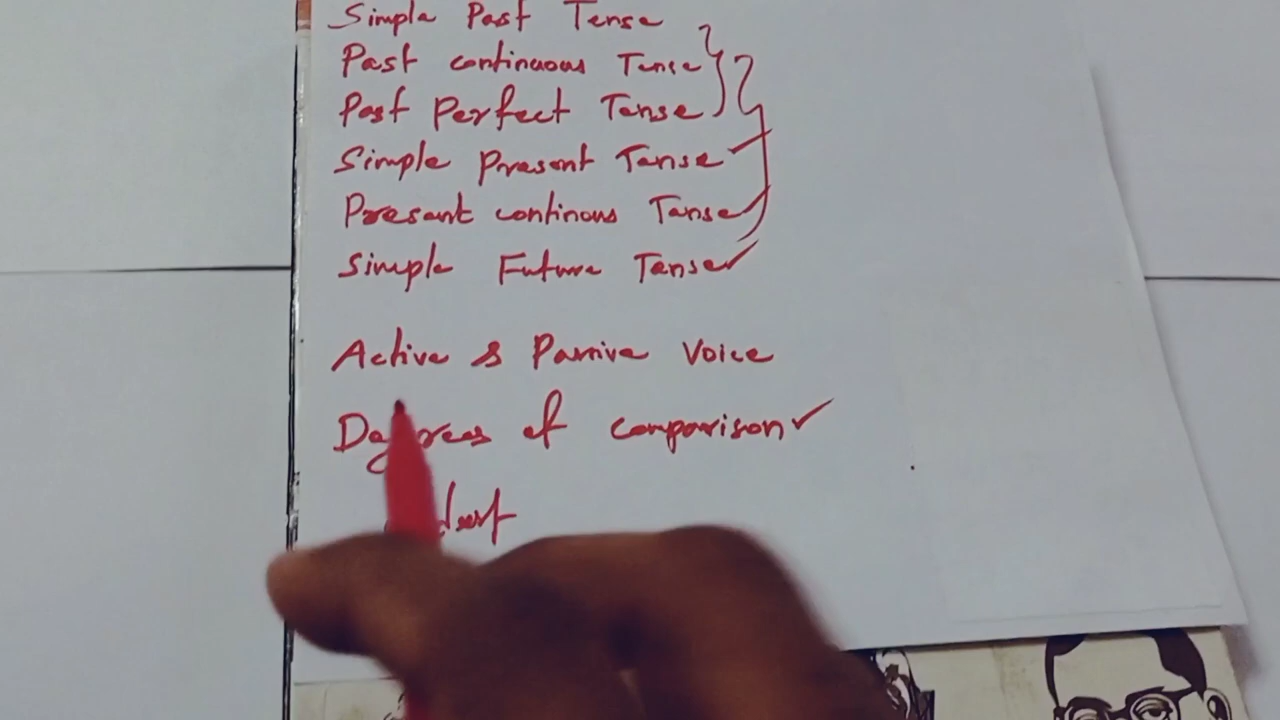 Simple Past Tense
Past continuous Tense
Past Perfect Tense
Simple Present Tense
Present continous Tense
Simple Future Tense
Active & Passive Voice
Degrees of comparison